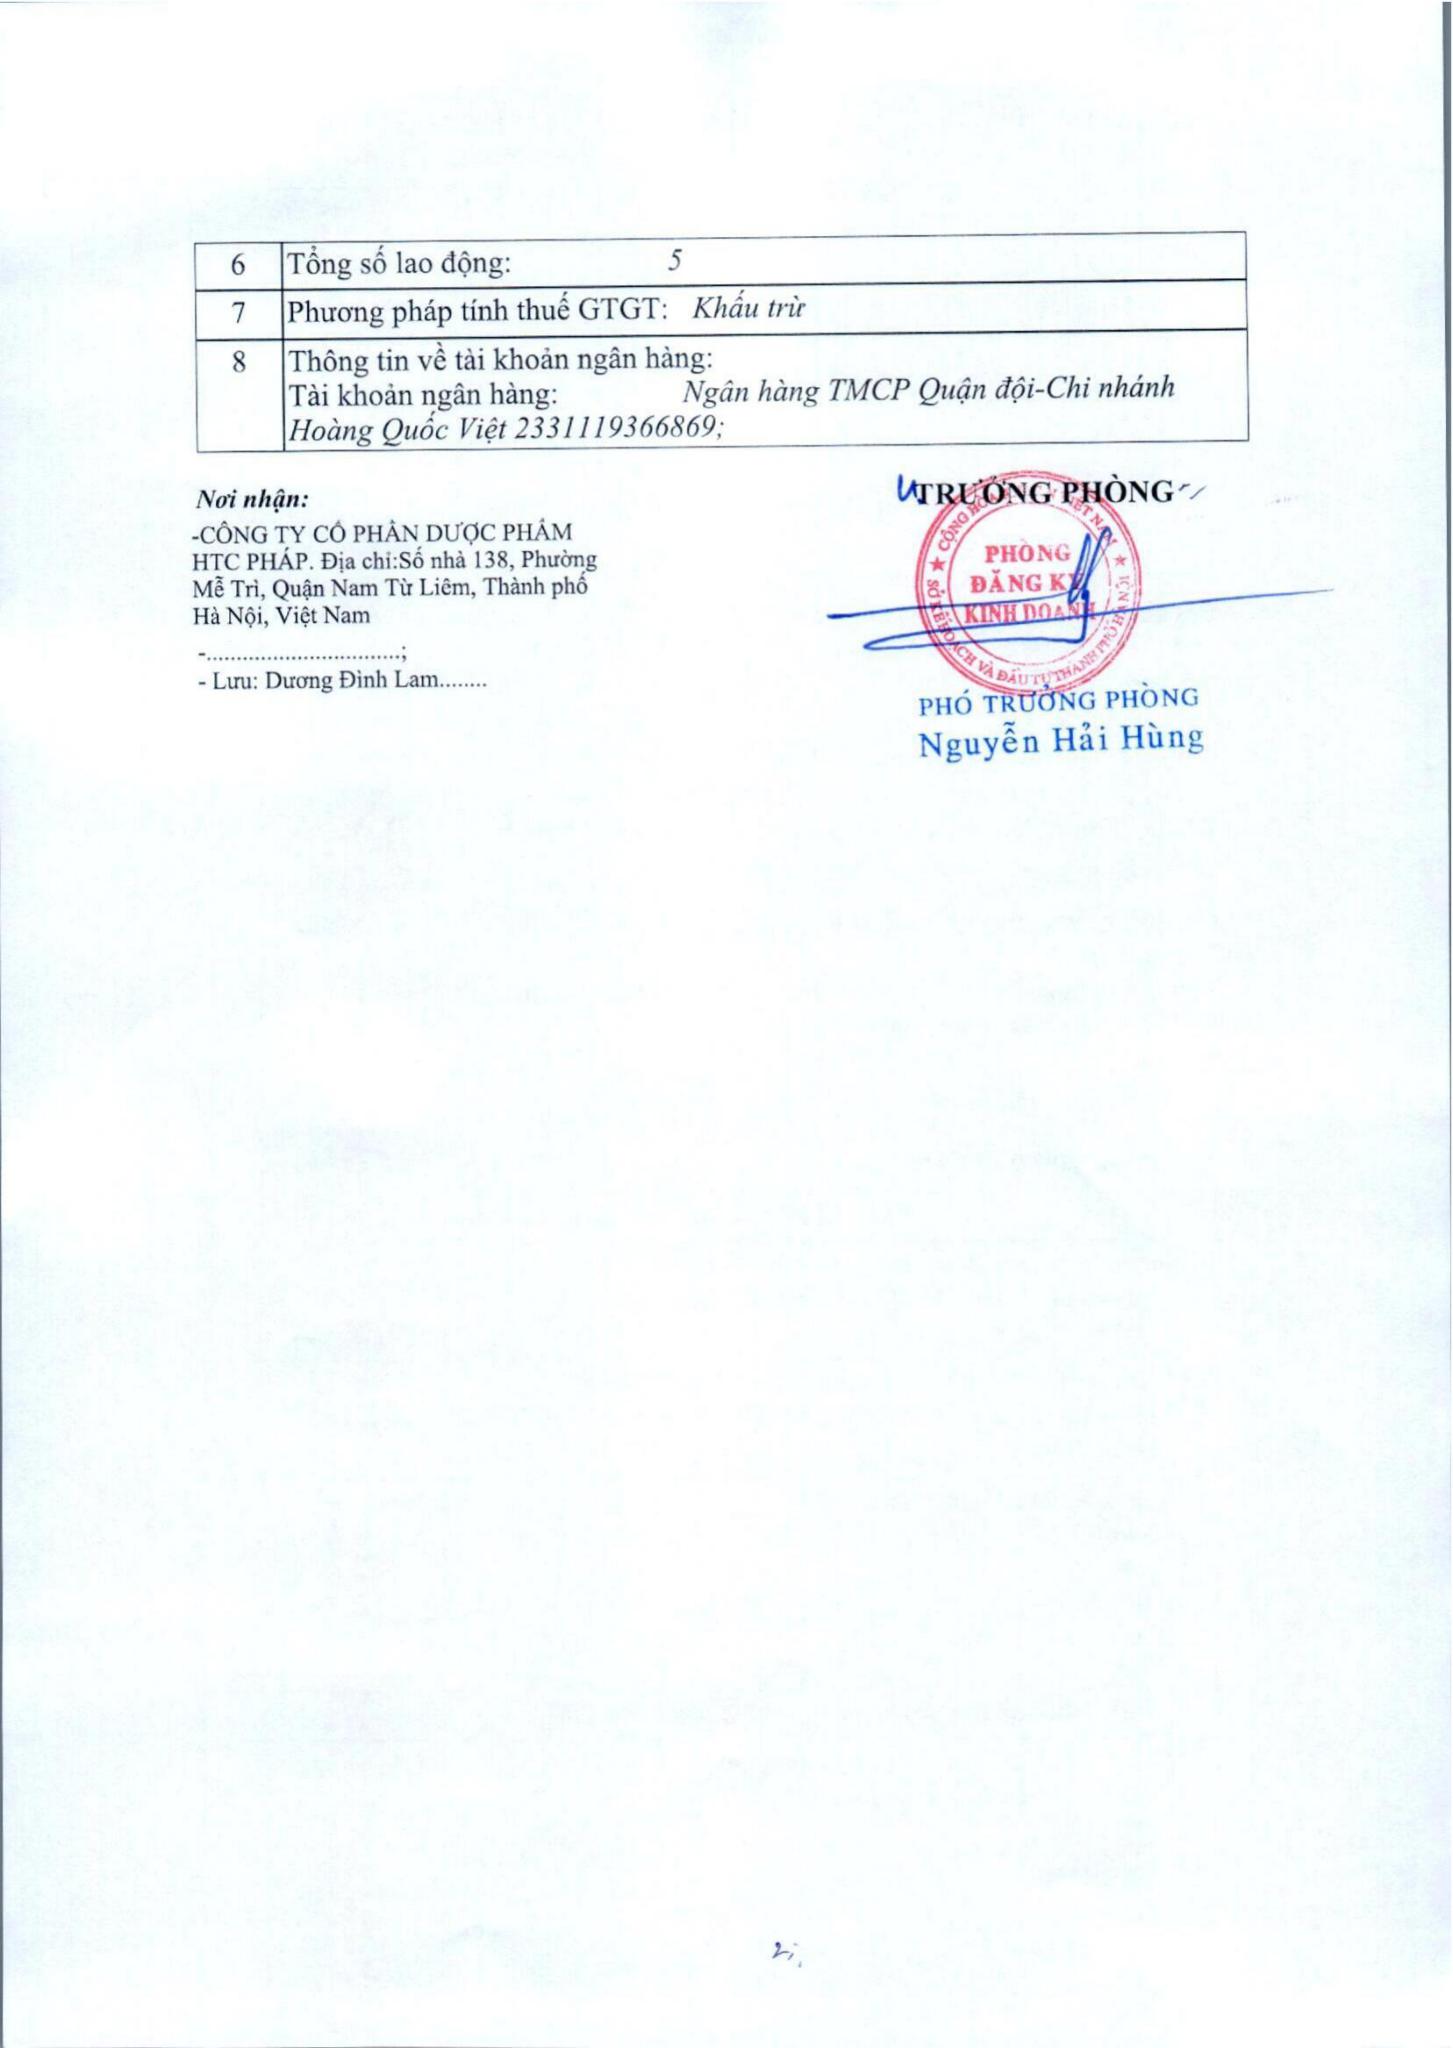 6 Tổng số lao động: 5
7 Phương pháp tính thuế GTGT: Khấu trừ
8 Thông tin về tài khoản ngân hàng:
Tài khoản ngân hàng: Ngân hàng TMCP Quận đội-Chi nhánh
Hoàng Quốc Việt 2331119366869;
Nơi nhận:
-CÔNG TY CỔ PHẦN DƯỢC PHẨM
HTC PHÁP. Địa chỉ:Số nhà 138, Phường
Mễ Trì, Quận Nam Từ Liêm, Thành phố
Hà Nội, Việt Nam
-................................;
- Lưu: Dương Đình Lam........
TRƯỞNG PHÒNG
PHÒNG
ĐĂNG KÝ
KINH DOANH
SỞ KẾ HOẠCH VÀ ĐẦU TƯ THÀNH PHỐ HÀ NỘI
PHÓ TRƯỞNG PHÒNG
Nguyễn Hải Hùng